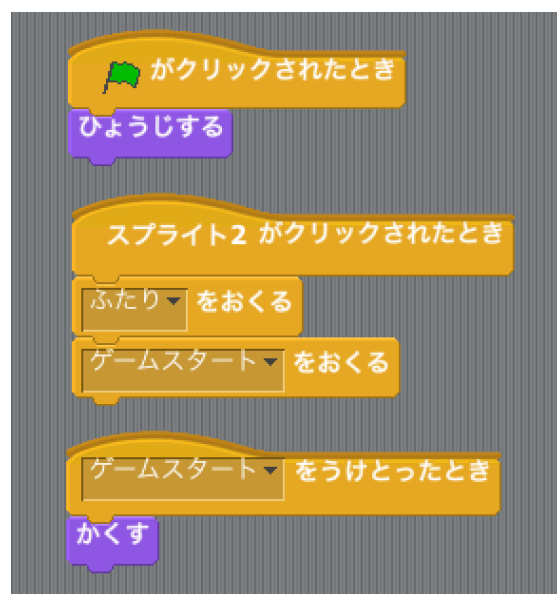 がクリックされたとき
ひょうじする
スプライト2 がクリックされたとき
ふたり をおくる
ゲームスタート をおくる
ゲームスタート をうけとったとき
かくす